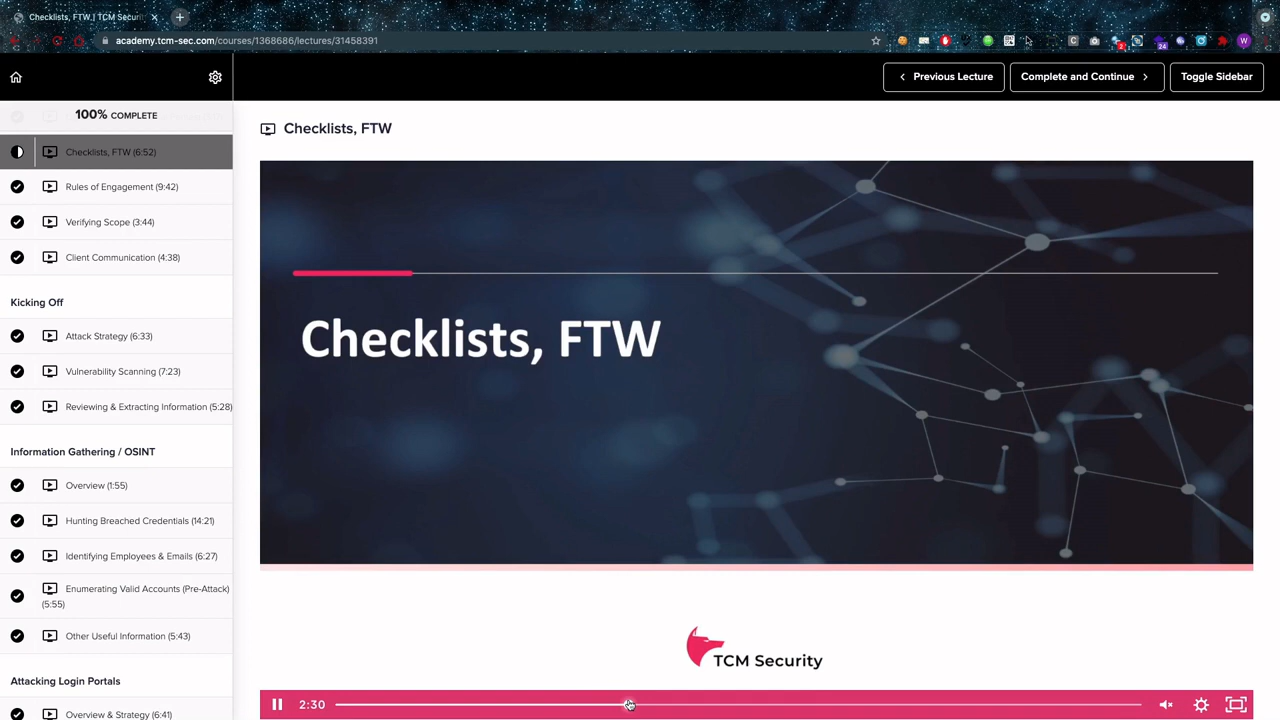 Checklists, FTW | TCM Securi
academy.tcm-sec.com/courses/1368686/lectures/31458391
2
24
W
Previous Lecture
Complete and Continue
Toggle Sidebar
100% COMPLETE
Checklists, FTW (6:52)
Rules of Engagement (9:42)
Verifying Scope (3:44)
Client Communication (4:38)
Kicking Off
Attack Strategy (6:33)
Vulnerability Scanning (7:23)
Reviewing & Extracting Information (5:28)
Information Gathering / OSINT
Overview (1:55)
Hunting Breached Credentials (14:21)
Identifying Employees & Emails (6:27)
Enumerating Valid Accounts (Pre-Attack)
(5:55)
Other Useful Information (5:43)
Attacking Login Portals
Overview & Strategy (6:41)
Checklists, FTW
Checklists, FTW
TCM Security
2:30